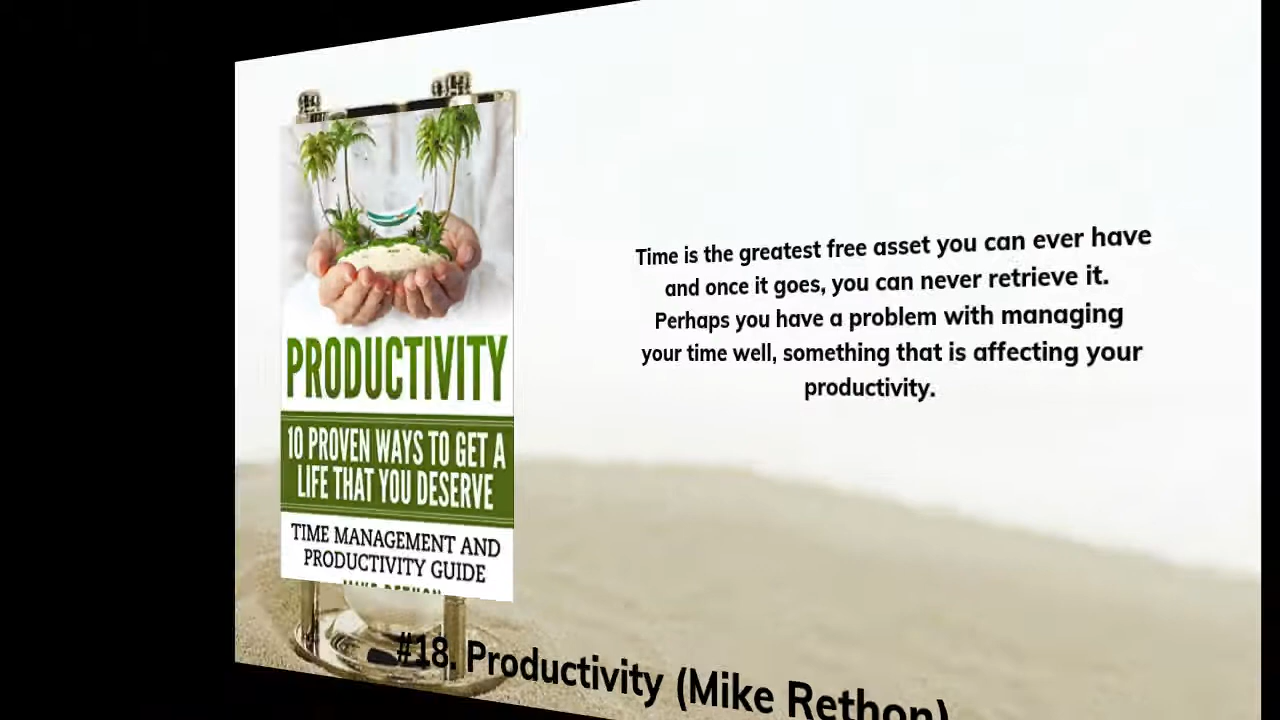 PRODUCTIVITY
10 PROVEN WAYS TO GET A
LIFE THAT YOU DESERVE
TIME MANAGEMENT AND
PRODUCTIVITY GUIDE
MIKE RETHON
Time is the greatest free asset you can ever have
and once it goes, you can never retrieve it.
Perhaps you have a problem with managing
your time well, something that is affecting your
productivity.
#18. Productivity (Mike Rethon)